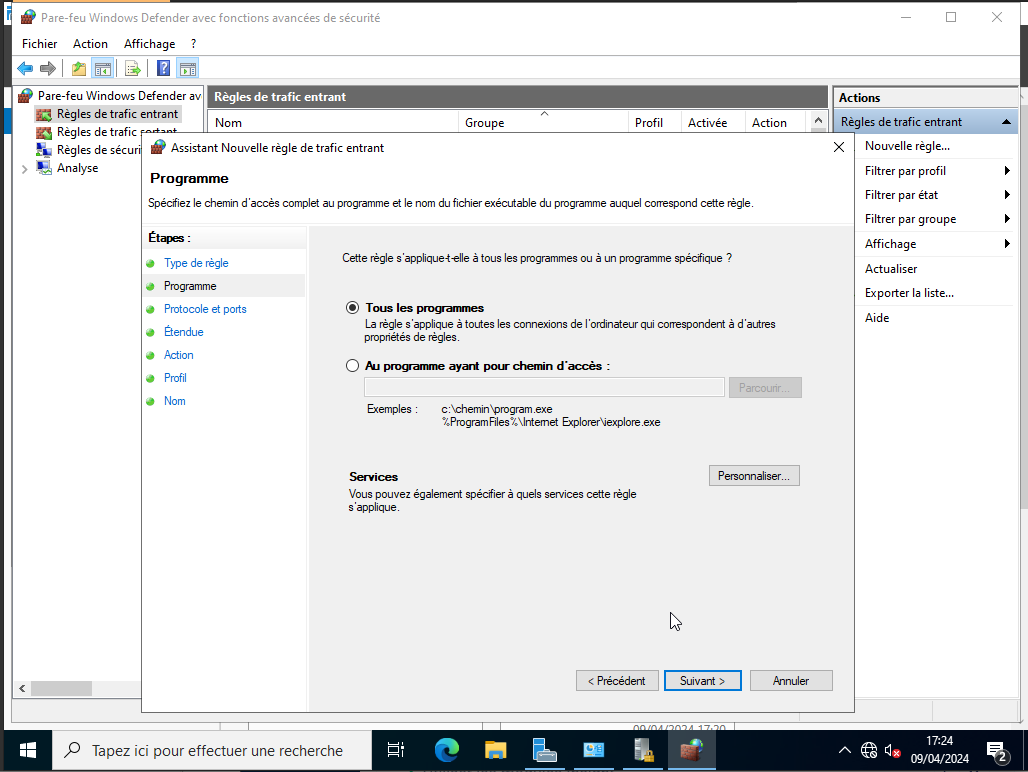 Pare-feu Windows Defender avec fonctions avancées de sécurité
Fichier Action Affichage ?
Pare-feu Windows Defender av
Règles de trafic entrant
Règles de trafic sortant
Règles de sécuri
Analyse
Règles de trafic entrant
Nom Groupe Profil Activée Action
Actions
Règles de trafic entrant
Nouvelle règle...
Filtrer par profil
Filtrer par état
Filtrer par groupe
Affichage
Actualiser
Exporter la liste...
Aide
Assistant Nouvelle règle de trafic entrant
Programme
Spécifiez le chemin d'accès complet au programme et le nom du fichier exécutable du programme auquel correspond cette règle.
Étapes :
Type de règle
Programme
Protocole et ports
Étendue
Action
Profil
Nom
Cette règle s'applique-t-elle à tous les programmes ou à un programme spécifique ?
Tous les programmes
La règle s'applique à toutes les connexions de l'ordinateur qui correspondent à d'autres
propriétés de règles.
Au programme ayant pour chemin d'accès :
Parcourir...
Exemples : c:\chemin\program.exe
%ProgramFiles%\Internet Explorer\iexplore.exe
Services
Personnaliser...
Vous pouvez également spécifier à quels services cette règle
s'applique.
< Précédent Suivant > Annuler
09/04/2024 17:20
Tapez ici pour effectuer une recherche
17:24
09/04/2024
2